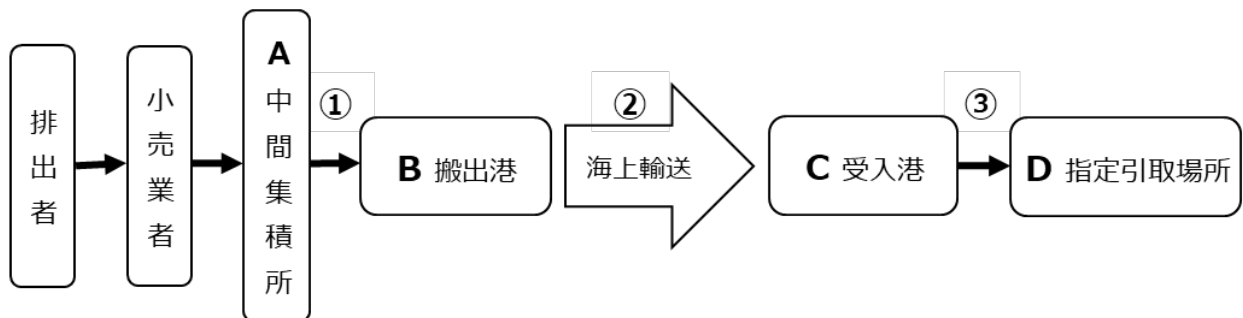 排出者
小売業者
A 中間集積所
①
B 搬出港
②
海上輸送
C 受入港
③
D 指定引取場所